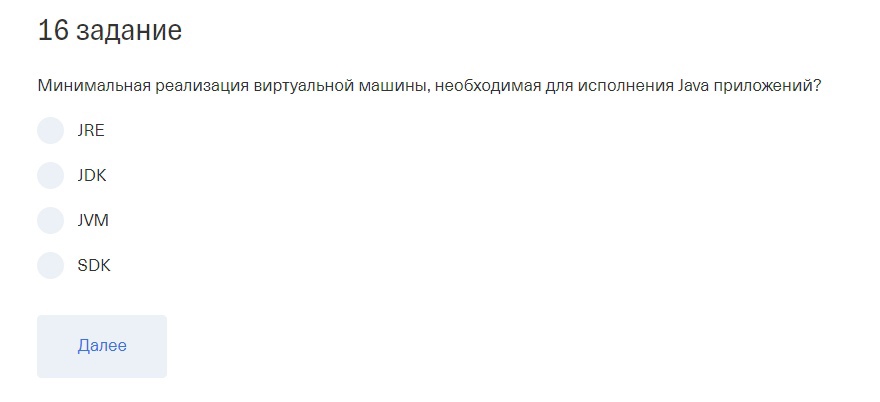 16 задание
Минимальная реализация виртуальной машины, необходимая для исполнения Java приложений?
JRE
JDK
JVM
SDK
Далее